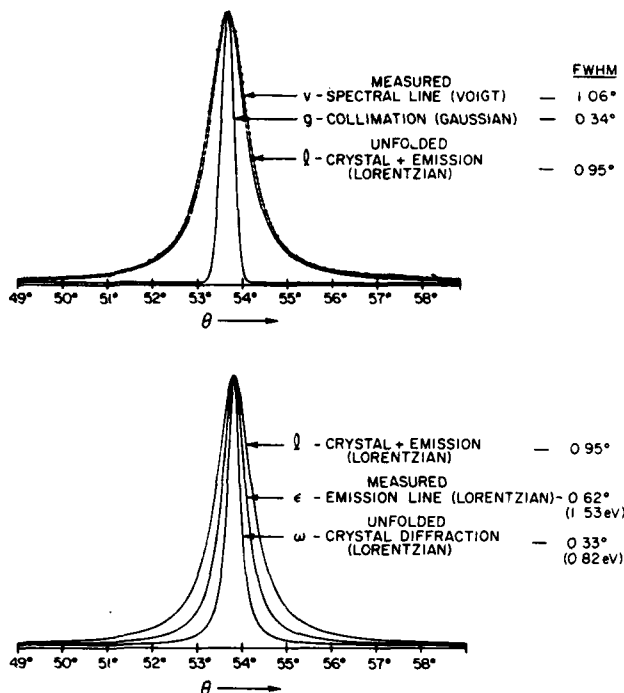 FWHM
MEASURED
v - SPECTRAL LINE (VOIGT) — 1.06°
g - COLLIMATION (GAUSSIAN) — 0 34°
UNFOLDED
ℓ - CRYSTAL + EMISSION — 0 95°
(LORENTZIAN)
49° 50° 51° 52° 53° 54° 55° 56° 57° 58°
θ
ℓ - CRYSTAL + EMISSION — 0 95°
(LORENTZIAN)
MEASURED
ϵ - EMISSION LINE (LORENTZIAN) - 0 62°
(1 53 eV)
UNFOLDED
ω - CRYSTAL DIFFRACTION — 0 33°
(LORENTZIAN) (0.82 eV)
49° 50° 51° 52° 53° 54° 55° 56° 57° 58°
θ